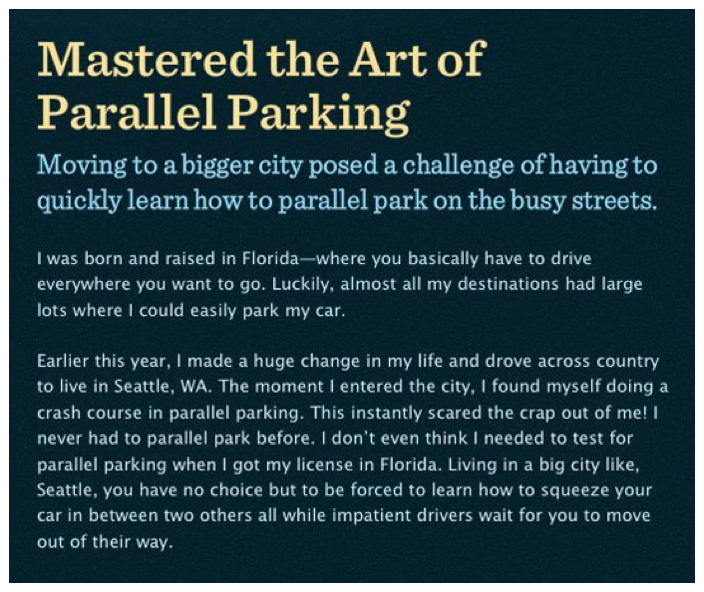 Mastered the Art of
Parallel Parking
Moving to a bigger city posed a challenge of having to
quickly learn how to parallel park on the busy streets.
I was born and raised in Florida—where you basically have to drive
everywhere you want to go. Luckily, almost all my destinations had large
lots where I could easily park my car.
Earlier this year, I made a huge change in my life and drove across country
to live in Seattle, WA. The moment I entered the city, I found myself doing a
crash course in parallel parking. This instantly scared the crap out of me! I
never had to parallel park before. I don’t even think I needed to test for
parallel parking when I got my license in Florida. Living in a big city like,
Seattle, you have no choice but to be forced to learn how to squeeze your
car in between two others all while impatient drivers wait for you to move
out of their way.